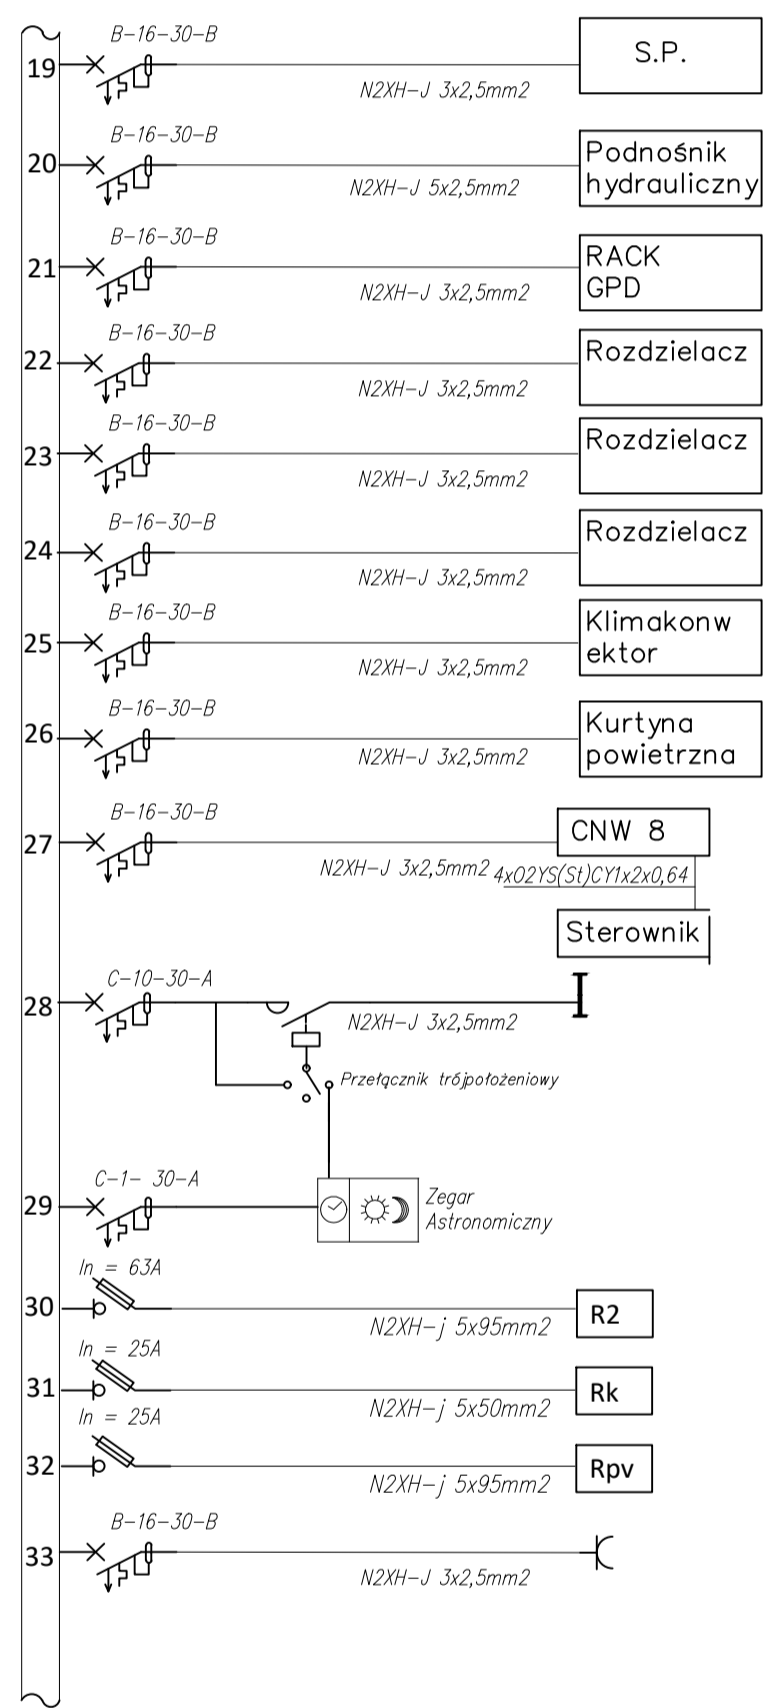 B-16-30-B
19
S.P.
N2XH-J 3x2,5mm2
B-16-30-B
20
Podnośnik
hydrauliczny
N2XH-J 5x2,5mm2
B-16-30-B
21
RACK
GPD
N2XH-J 3x2,5mm2
B-16-30-B
22
Rozdzielacz
N2XH-J 3x2,5mm2
B-16-30-B
23
Rozdzielacz
N2XH-J 3x2,5mm2
B-16-30-B
24
Rozdzielacz
N2XH-J 3x2,5mm2
B-16-30-B
25
Klimakonw
ektor
N2XH-J 3x2,5mm2
B-16-30-B
26
Kurtyna
powietrzna
N2XH-J 3x2,5mm2
B-16-30-B
27
CNW 8
N2XH-J 3x2,5mm2
4xO2YS(St)CY1x2x0,64
Sterownik
C-10-30-A
28
N2XH-J 3x2,5mm2
Przełącznik trójpołożeniowy
C-1- 30-A
29
Zegar
Astronomiczny
In = 63A
30
R2
N2XH-j 5x95mm2
In = 25A
31
Rk
N2XH-j 5x50mm2
In = 25A
32
Rpv
N2XH-j 5x95mm2
B-16-30-B
33
N2XH-J 3x2,5mm2